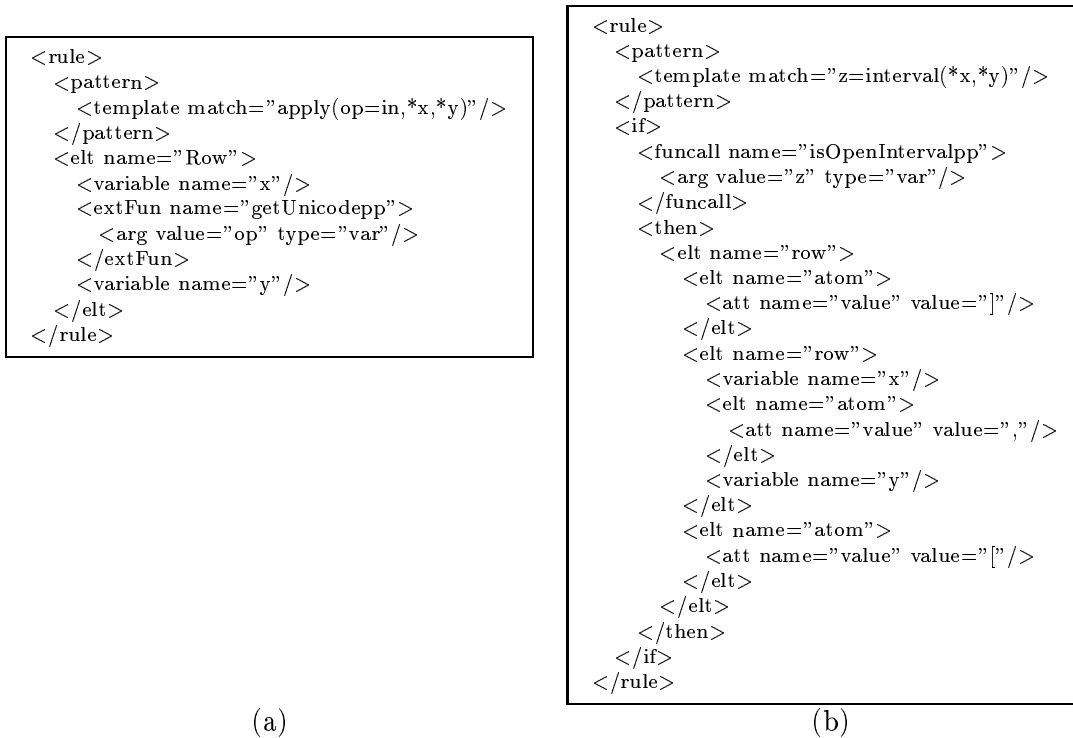 <rule>
<pattern>
<template match=”apply(op=in,*x,*y)”/>
</pattern>
<elt name=”Row”>
<variable name=”x”/>
<extFun name=”getUnicodepp”>
<arg value=”op” type=”var”/>
</extFun>
<variable name=”y”/>
</elt>
</rule>
(a)
<rule>
<pattern>
<template match=”z=interval(*x,*y)”/>
</pattern>
<if>
<funcall name=”isOpenIntervalpp”>
<arg value=”z” type=”var”/>
</funcall>
<then>
<elt name=”row”>
<elt name=”atom”>
<att name=”value” value=”]”/>
</elt>
<elt name=”row”>
<variable name=”x”/>
<elt name=”atom”>
<att name=”value” value=”,”/>
</elt>
<variable name=”y”/>
</elt>
<elt name=”atom”>
<att name=”value” value=”[”/>
</elt>
</elt>
</then>
</if>
</rule>
(b)